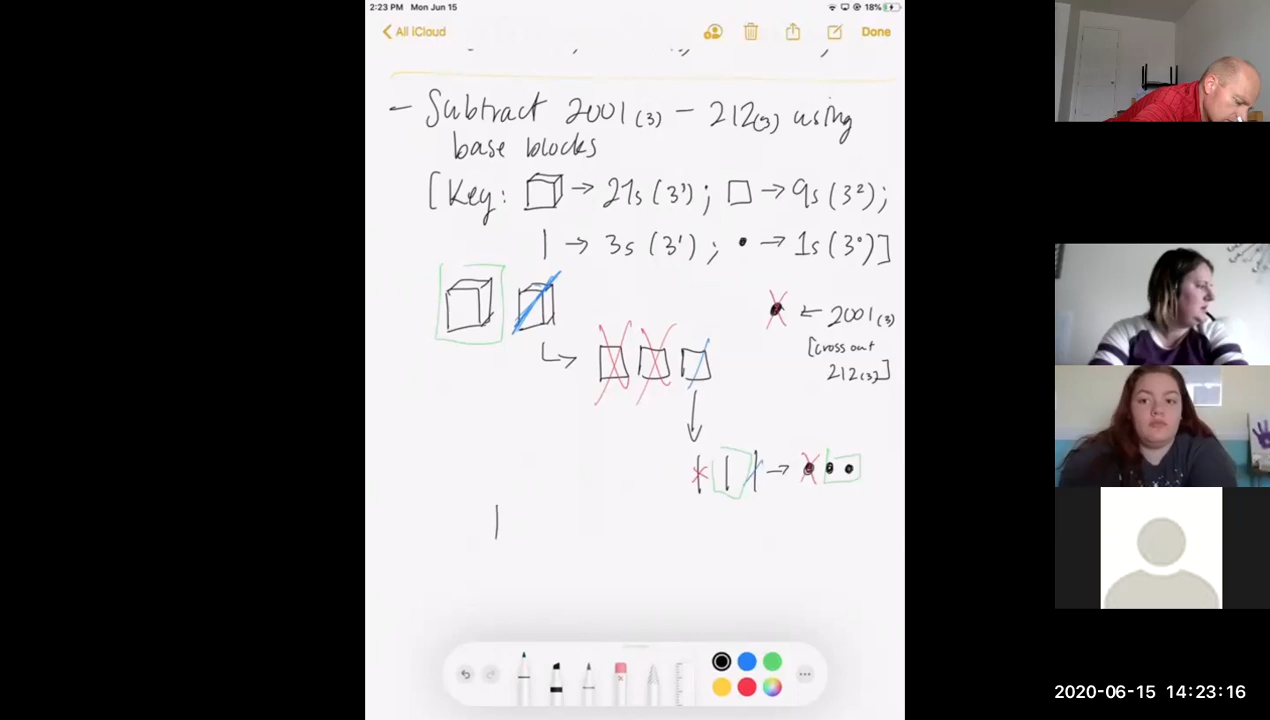 2:23 PM Mon Jun 15
18%
All iCloud
Done
- Subtract 2001(3) - 212(3) using
base blocks
[Key: → 27s (3³); → 9s (3²);
| → 3s (3¹); • → 1s (3⁰)]
← 2001(3)
[cross out
212(3)]
|
2020-06-15 14:23:16